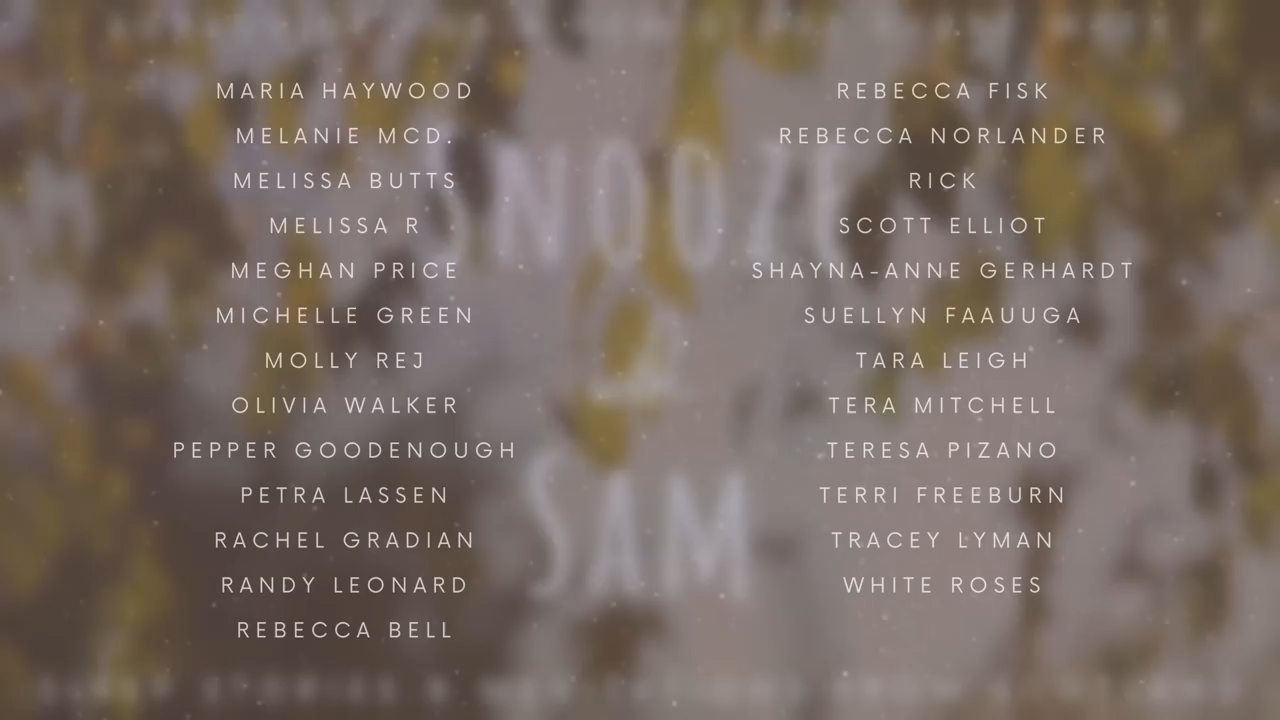 MARIA HAYWOOD
MELANIE MCD.
MELISSA BUTTS
MELISSA R
MEGHAN PRICE
MICHELLE GREEN
MOLLY REJ
OLIVIA WALKER
PEPPER GOODENOUGH
PETRA LASSEN
RACHEL GRADIAN
RANDY LEONARD
REBECCA BELL
REBECCA FISK
REBECCA NORLANDER
RICK
SCOTT ELLIOT
SHAYNA-ANNE GERHARDT
SUELLYN FAAUUGA
TARA LEIGH
TERA MITCHELL
TERESA PIZANO
TERRI FREEBURN
TRACEY LYMAN
WHITE ROSES
SNOOZE
&
SAM